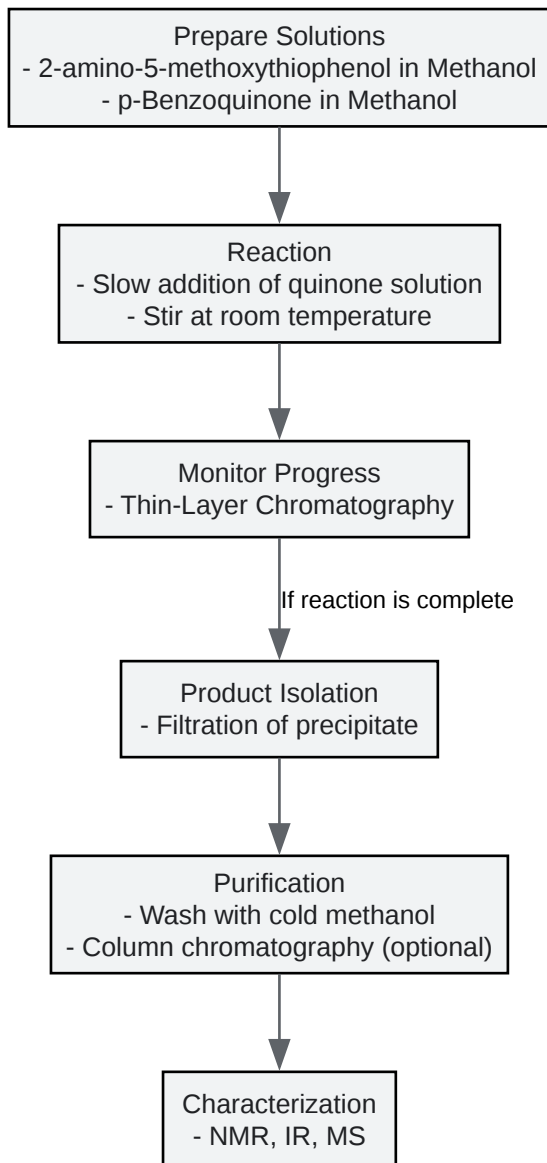 Prepare Solutions
- 2-amino-5-methoxythiophenol in Methanol
- p-Benzoquinone in Methanol
Reaction
- Slow addition of quinone solution
- Stir at room temperature
Monitor Progress
- Thin-Layer Chromatography
If reaction is complete
Product Isolation
- Filtration of precipitate
Purification
- Wash with cold methanol
- Column chromatography (optional)
Characterization
- NMR, IR, MS